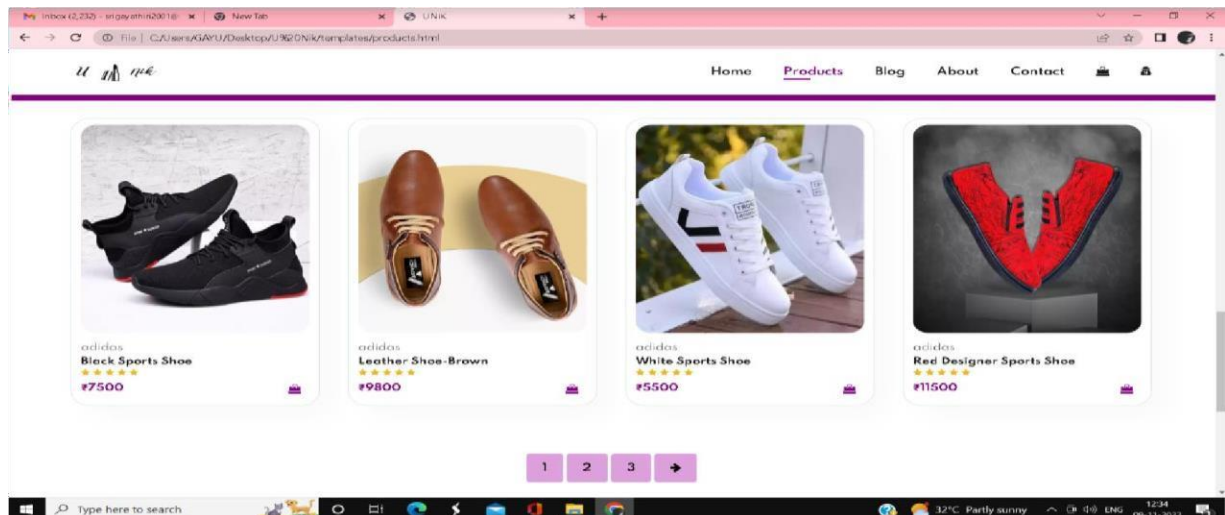 Inbox (2,232) - srigayathiri2001@
New Tab
UNIK
File | C:/Users/GAYU/Desktop/U%20Nik/templates/products.html
U nik
Home Products Blog About Contact
adidas
Black Sports Shoe
₹7500
adidas
Leather Shoe-Brown
₹9800
adidas
White Sports Shoe
₹5500
adidas
Red Designer Sports Shoe
₹11500
1 2 3
Type here to search
32°C Partly sunny
ENG
12:34